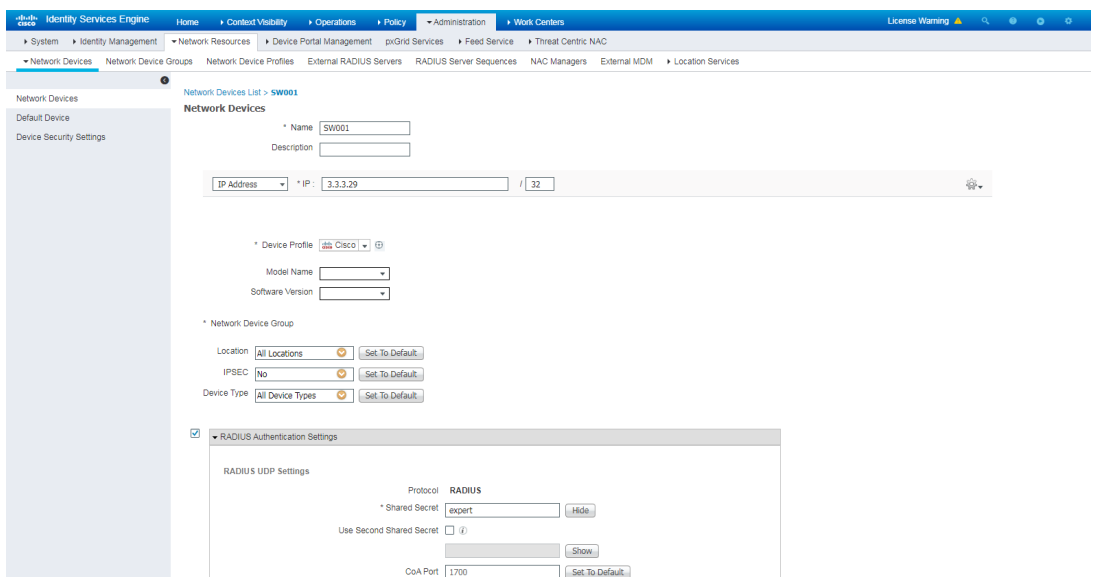 cisco Identity Services Engine Home Context Visibility Operations Policy Administration Work Centers License Warning
System Identity Management Network Resources Device Portal Management pxGrid Services Feed Service Threat Centric NAC
Network Devices Network Device Groups Network Device Profiles External RADIUS Servers RADIUS Server Sequences NAC Managers External MDM Location Services
Network Devices
Default Device
Device Security Settings
Network Devices List > SW001
Network Devices
* Name SW001
Description
IP Address * IP : 3.3.3.29 / 32
* Device Profile Cisco
Model Name
Software Version
* Network Device Group
Location All Locations Set To Default
IPSEC No Set To Default
Device Type All Device Types Set To Default
RADIUS Authentication Settings
RADIUS UDP Settings
Protocol RADIUS
* Shared Secret expert Hide
Use Second Shared Secret i
Show
CoA Port 1700 Set To Default